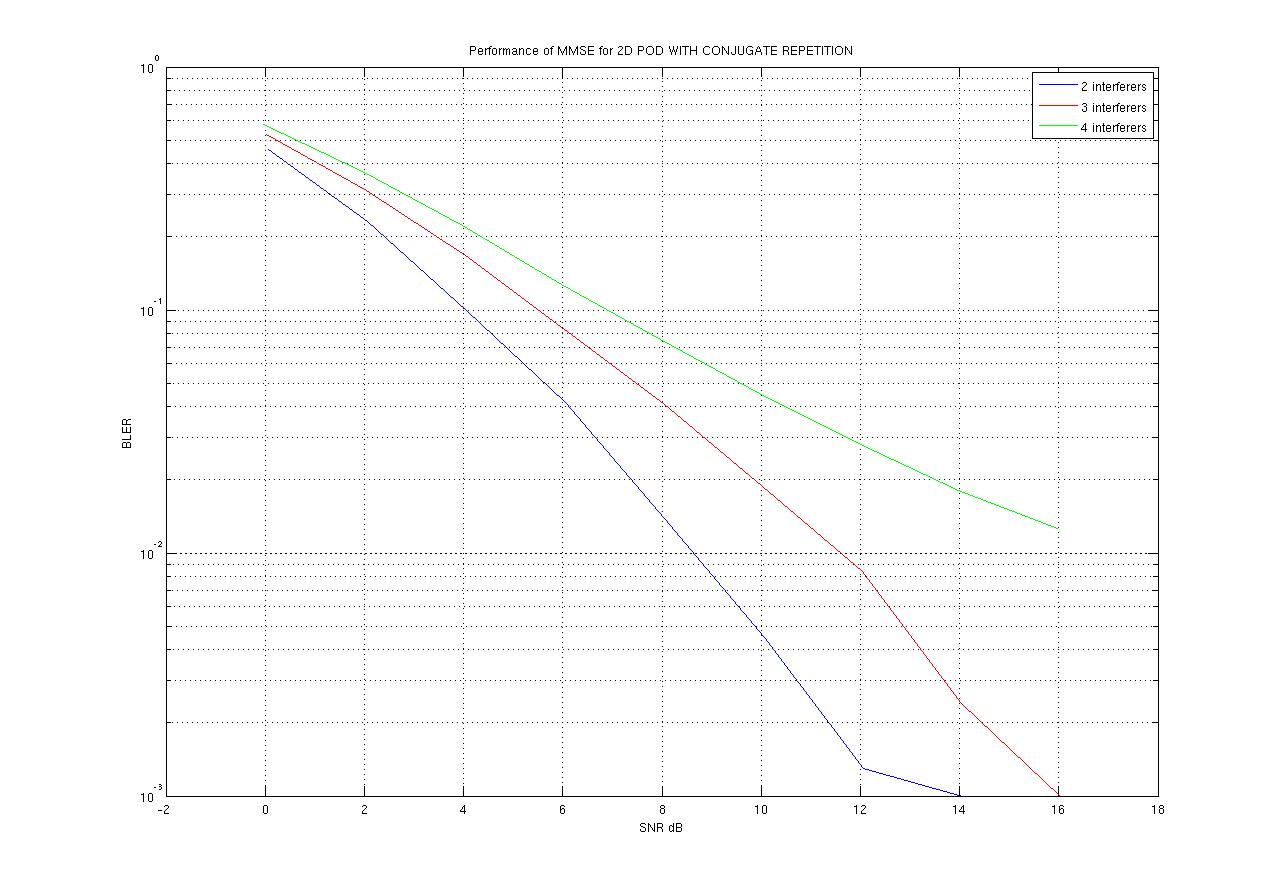 Performance of MMSE for 2D POD WITH CONJUGATE REPETITION
2 interferers
3 interferers
4 interferers
10^0
10^-1
10^-2
10^-3
BLER
-2 0 2 4 6 8 10 12 14 16 18
SNR dB